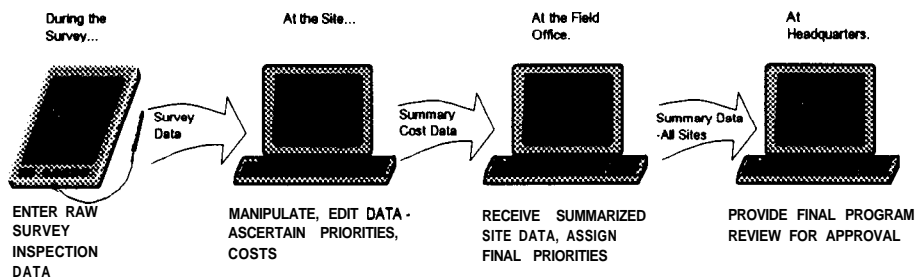 During the
Survey...
At the Site...
At the Field
Office.
At
Headquarters.
Survey
Data
Summary
Cost Data
Summary Data
-All Sites
ENTER RAW
SURVEY
INSPECTION
DATA
MANIPULATE, EDIT DATA -
ASCERTAIN PRIORITIES,
COSTS
RECEIVE SUMMARIZED
SITE DATA, ASSIGN
FINAL PRIORITIES
PROVIDE FINAL PROGRAM
REVIEW FOR APPROVAL